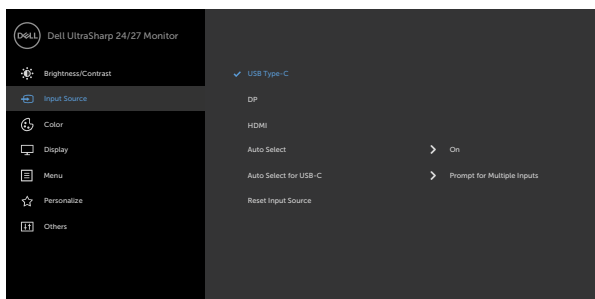 DELL Dell UltraSharp 24/27 Monitor
Brightness/Contrast
Input Source
Color
Display
Menu
Personalize
Others
USB Type-C
DP
HDMI
Auto Select On
Auto Select for USB-C Prompt for Multiple Inputs
Reset Input Source